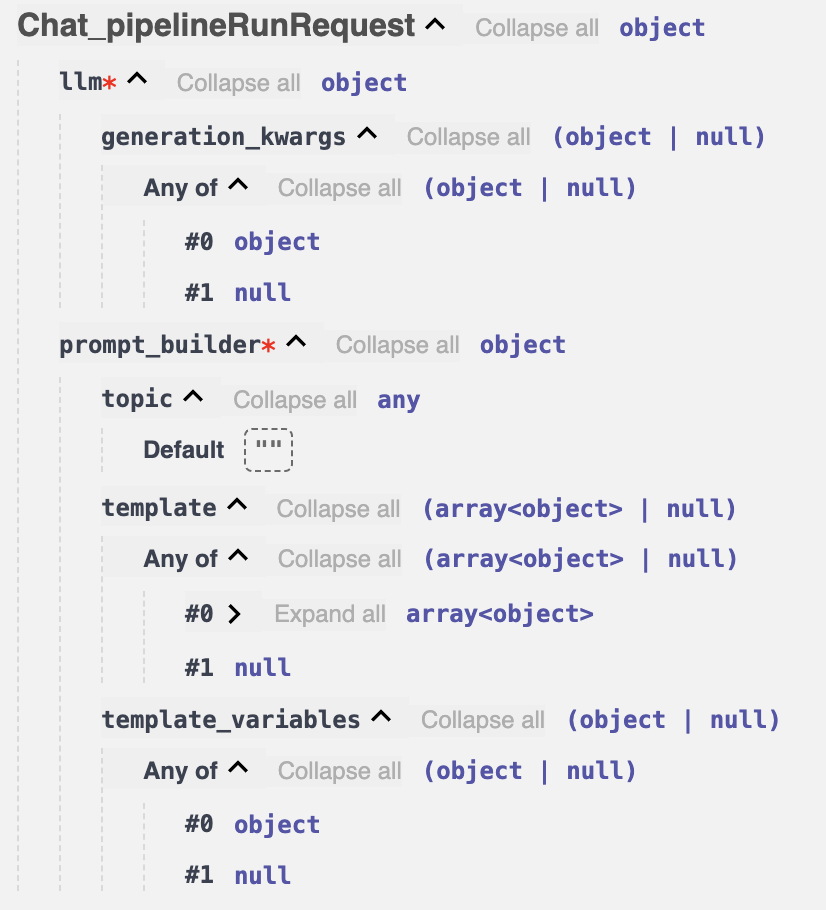 Chat_pipelineRunRequest Collapse all object
llm* Collapse all object
generation_kwargs Collapse all (object | null)
Any of Collapse all (object | null)
#0 object
#1 null
prompt_builder* Collapse all object
topic Collapse all any
Default ""
template Collapse all (array<object> | null)
Any of Collapse all (array<object> | null)
#0 Expand all array<object>
#1 null
template_variables Collapse all (object | null)
Any of Collapse all (object | null)
#0 object
#1 null